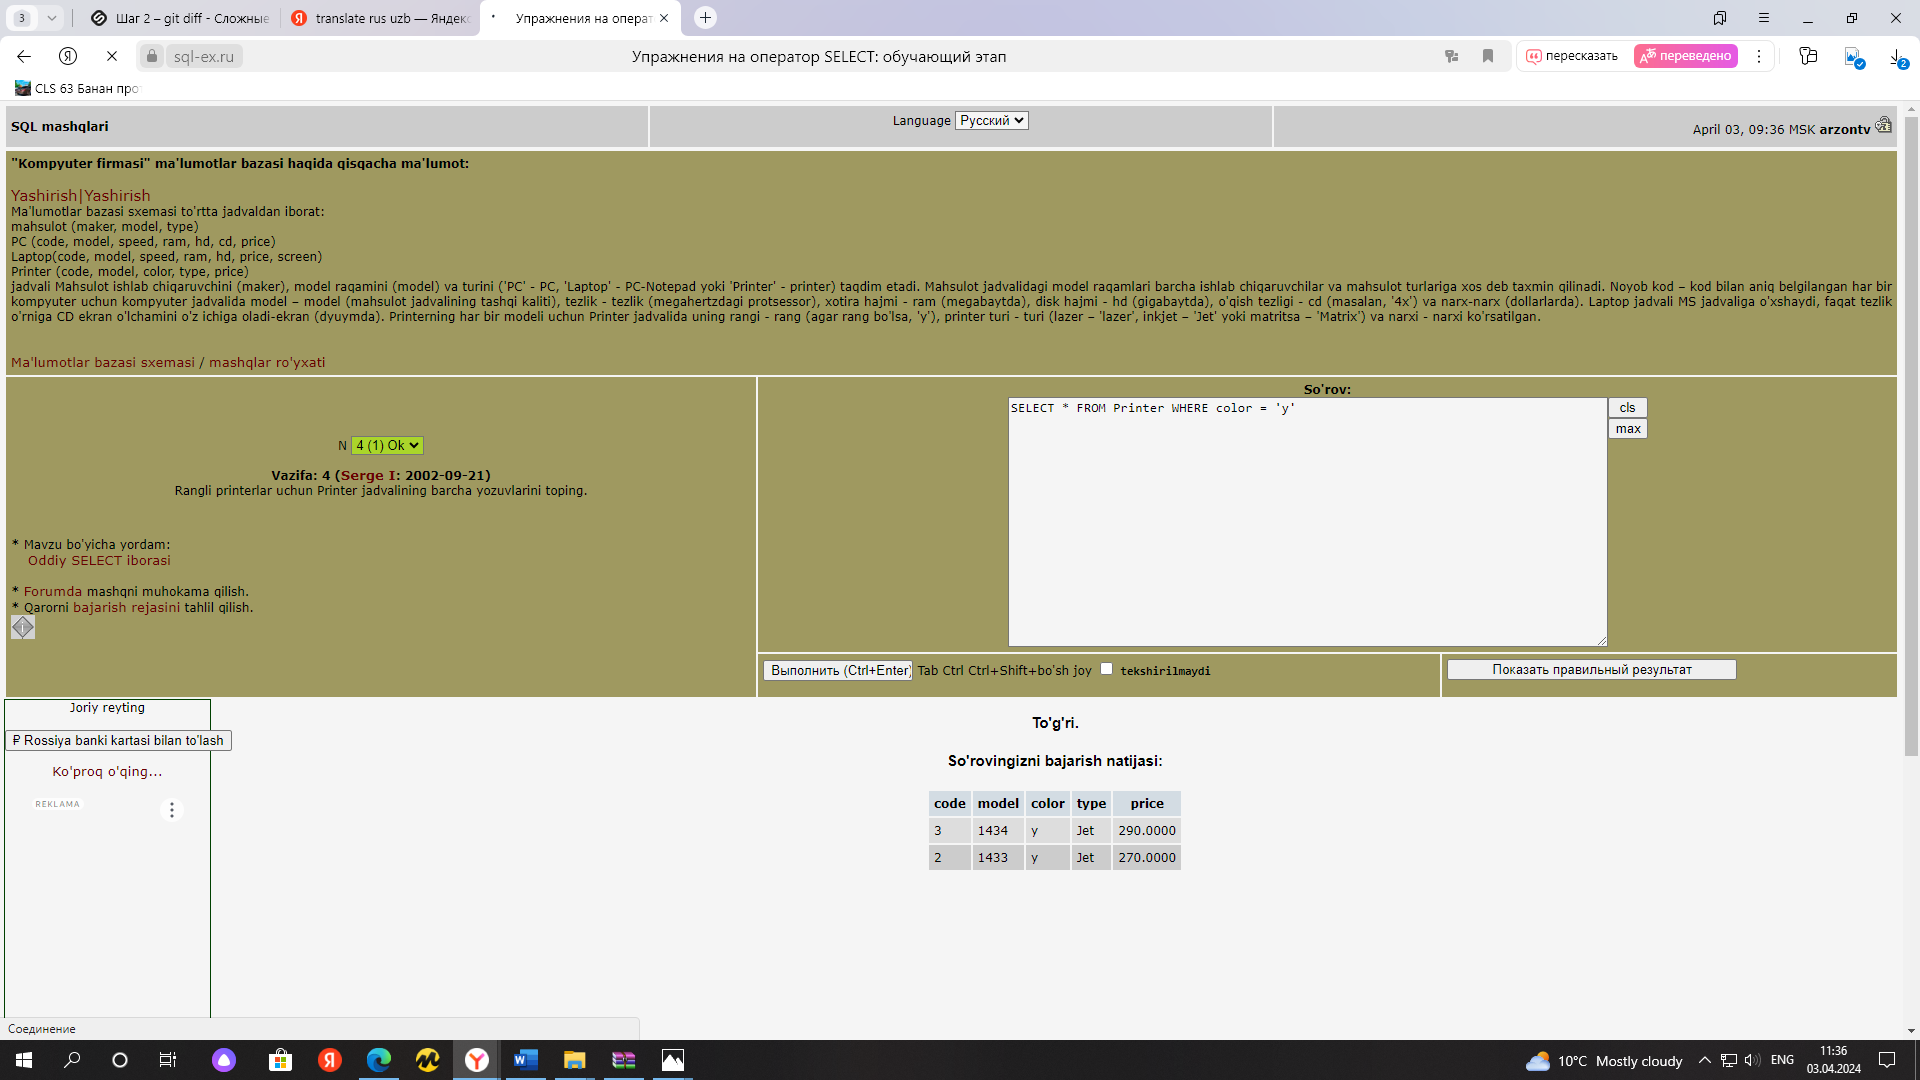 3
Шаг 2 – git diff - Сложные
translate rus uzb — Яндекс
Упражнения на операт
sql-ex.ru
Упражнения на оператор SELECT: обучающий этап
пересказать
переведено
2
CLS 63 Банан прот
SQL mashqlari
Language Русский
April 03, 09:36 MSK arzontv
"Kompyuter firmasi" ma'lumotlar bazasi haqida qisqacha ma'lumot:
Yashirish|Yashirish
Ma'lumotlar bazasi sxemasi to'rtta jadvaldan iborat:
mahsulot (maker, model, type)
PC (code, model, speed, ram, hd, cd, price)
Laptop(code, model, speed, ram, hd, price, screen)
Printer (code, model, color, type, price)
jadvali Mahsulot ishlab chiqaruvchini (maker), model raqamini (model) va turini ('PC' - PC, 'Laptop' - PC-Notepad yoki 'Printer' - printer) taqdim etadi. Mahsulot jadvalidagi model raqamlari barcha ishlab chiqaruvchilar va mahsulot turlariga xos deb taxmin qilinadi. Noyob kod – kod bilan aniq belgilangan har bir
kompyuter uchun kompyuter jadvalida model – model (mahsulot jadvalining tashqi kaliti), tezlik - tezlik (megahertzdagi protsessor), xotira hajmi - ram (megabaytda), disk hajmi - hd (gigabaytda), o'qish tezligi - cd (masalan, '4x') va narx-narx (dollarlarda). Laptop jadvali MS jadvaliga o'xshaydi, faqat tezlik
o'rniga CD ekran o'lchamini o'z ichiga oladi-ekran (dyuymda). Printerning har bir modeli uchun Printer jadvalida uning rangi - rang (agar rang bo'lsa, 'y'), printer turi - turi (lazer – 'lazer', inkjet – 'Jet' yoki matritsa – 'Matrix') va narxi - narxi ko'rsatilgan.
Ma'lumotlar bazasi sxemasi / mashqlar ro'yxati
So'rov:
SELECT * FROM Printer WHERE color = 'y'
cls
max
N 4 (1) Ok
Vazifa: 4 (Serge I: 2002-09-21)
Rangli printerlar uchun Printer jadvalining barcha yozuvlarini toping.
* Mavzu bo'yicha yordam:
Oddiy SELECT iborasi
* Forumda mashqni muhokama qilish.
* Qarorni bajarish rejasini tahlil qilish.
Выполнить (Ctrl+Enter) Tab Ctrl Ctrl+Shift+bo'sh joy tekshirilmaydi
Показать правильный результат
Joriy reyting
₽ Rossiya banki kartasi bilan to'lash
Ko'proq o'qing...
REKLAMA
To'g'ri.
So'rovingizni bajarish natijasi:
code model color type price
3 1434 y Jet 290.0000
2 1433 y Jet 270.0000
Соединение
10°C Mostly cloudy
ENG
11:36
03.04.2024